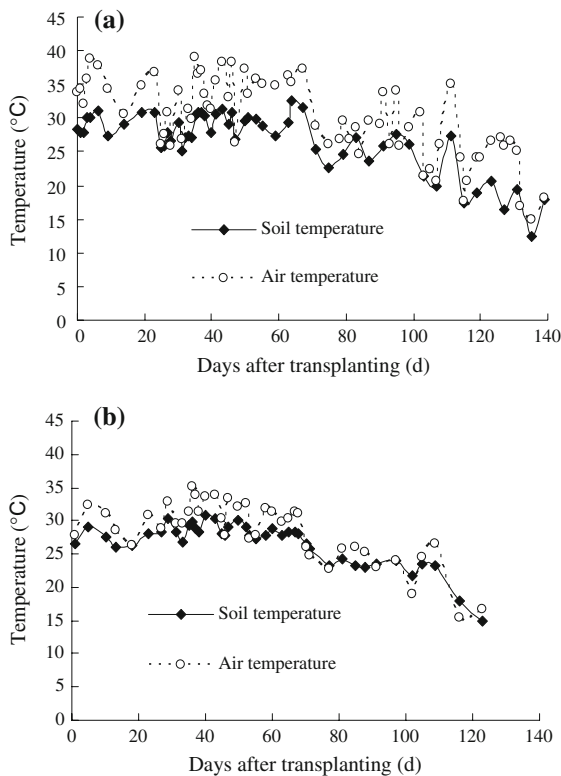 (a)
45
40
35
30
25
20
15
10
5
0
Temperature (°C)
Soil temperature
Air temperature
0 20 40 60 80 100 120 140
Days after transplanting (d)
(b)
45
40
35
30
25
20
15
10
5
0
Temperature (°C)
Soil temperature
Air temperature
0 20 40 60 80 100 120 140
Days after transplanting (d)